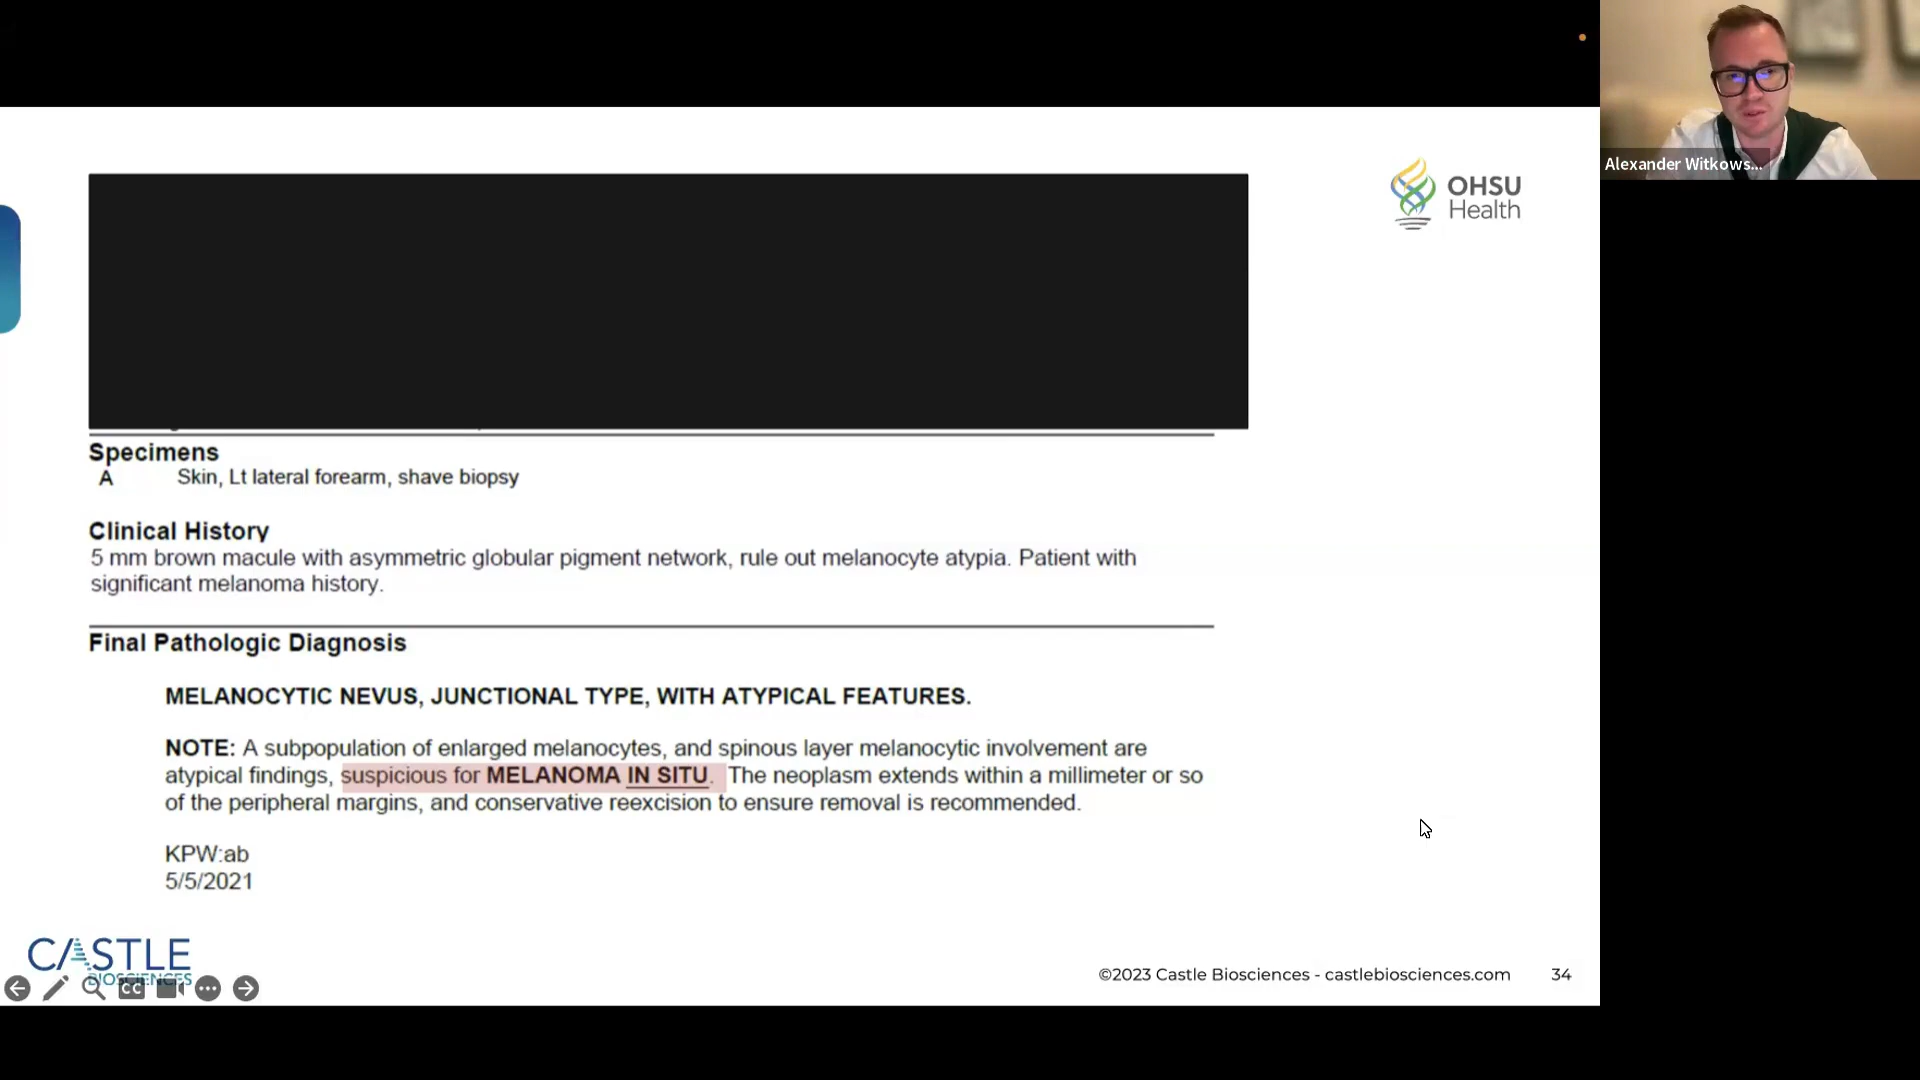 Alexander Witkows...
OHSU
Health
Specimens
A Skin, Lt lateral forearm, shave biopsy
Clinical History
5 mm brown macule with asymmetric globular pigment network, rule out melanocyte atypia. Patient with
significant melanoma history.
Final Pathologic Diagnosis
MELANOCYTIC NEVUS, JUNCTIONAL TYPE, WITH ATYPICAL FEATURES.
NOTE: A subpopulation of enlarged melanocytes, and spinous layer melanocytic involvement are
atypical findings, suspicious for MELANOMA IN SITU. The neoplasm extends within a millimeter or so
of the peripheral margins, and conservative reexcision to ensure removal is recommended.
KPW:ab
5/5/2021
CASTLE
BIOSCIENCES
CC
©2023 Castle Biosciences - castlebiosciences.com 34